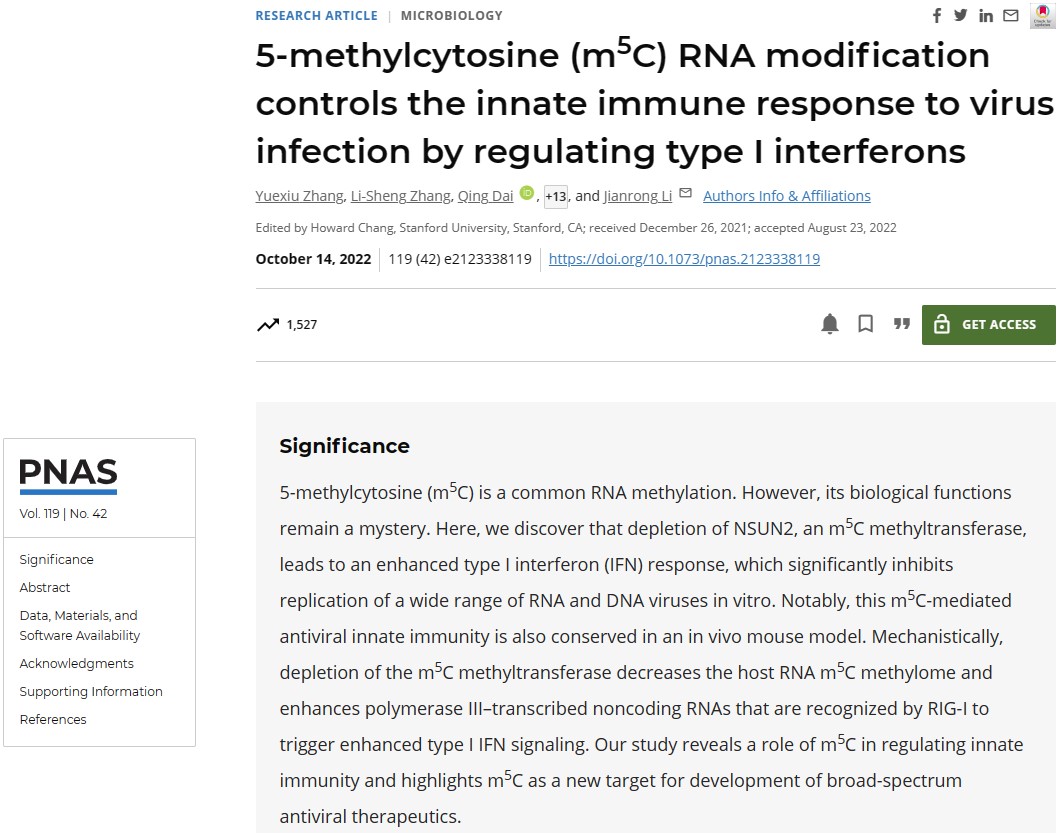 RESEARCH ARTICLE | MICROBIOLOGY
5-methylcytosine (m⁵C) RNA modification
controls the innate immune response to virus
infection by regulating type I interferons
Yuexiu Zhang, Li-Sheng Zhang, Qing Dai iD, +13, and Jianrong Li Authors Info & Affiliations
Edited by Howard Chang, Stanford University, Stanford, CA; received December 26, 2021; accepted August 23, 2022
October 14, 2022 | 119 (42) e2123338119 | https://doi.org/10.1073/pnas.2123338119
1,527
GET ACCESS
PNAS
Vol. 119 | No. 42
Significance
Abstract
Data, Materials, and
Software Availability
Acknowledgments
Supporting Information
References
Significance
5-methylcytosine (m⁵C) is a common RNA methylation. However, its biological functions
remain a mystery. Here, we discover that depletion of NSUN2, an m⁵C methyltransferase,
leads to an enhanced type I interferon (IFN) response, which significantly inhibits
replication of a wide range of RNA and DNA viruses in vitro. Notably, this m⁵C-mediated
antiviral innate immunity is also conserved in an in vivo mouse model. Mechanistically,
depletion of the m⁵C methyltransferase decreases the host RNA m⁵C methylome and
enhances polymerase III–transcribed noncoding RNAs that are recognized by RIG-I to
trigger enhanced type I IFN signaling. Our study reveals a role of m⁵C in regulating innate
immunity and highlights m⁵C as a new target for development of broad-spectrum
antiviral therapeutics.